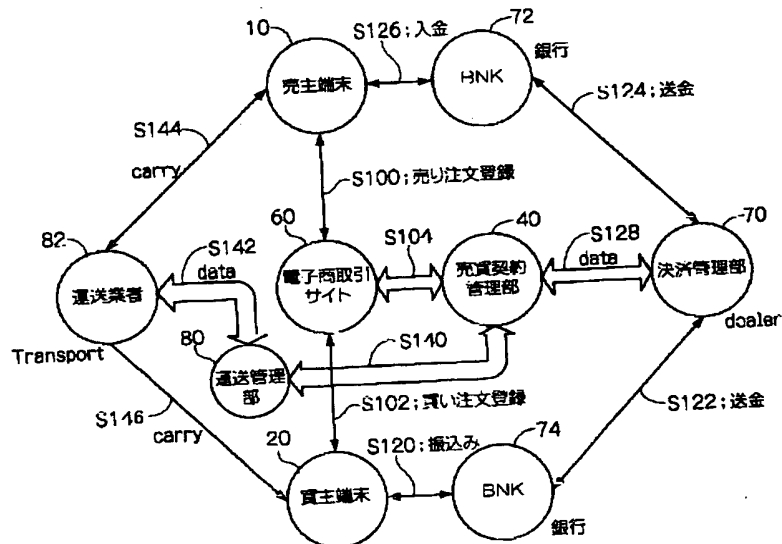 10
S126;入金
72
売主端末
BNK
銀行
S124;送金
S144
carry
S100;売り注文登録
82
S142
data
60
S104
40
S128
data
70
運送業者
電子商取引
サイト
売買契約
管理部
決済管理部
Transport
80
S140
dealer
運送管理
部
S146
carry
20
S102;買い注文登録
S120;振込み
74
S122;送金
買主端末
BNK
銀行